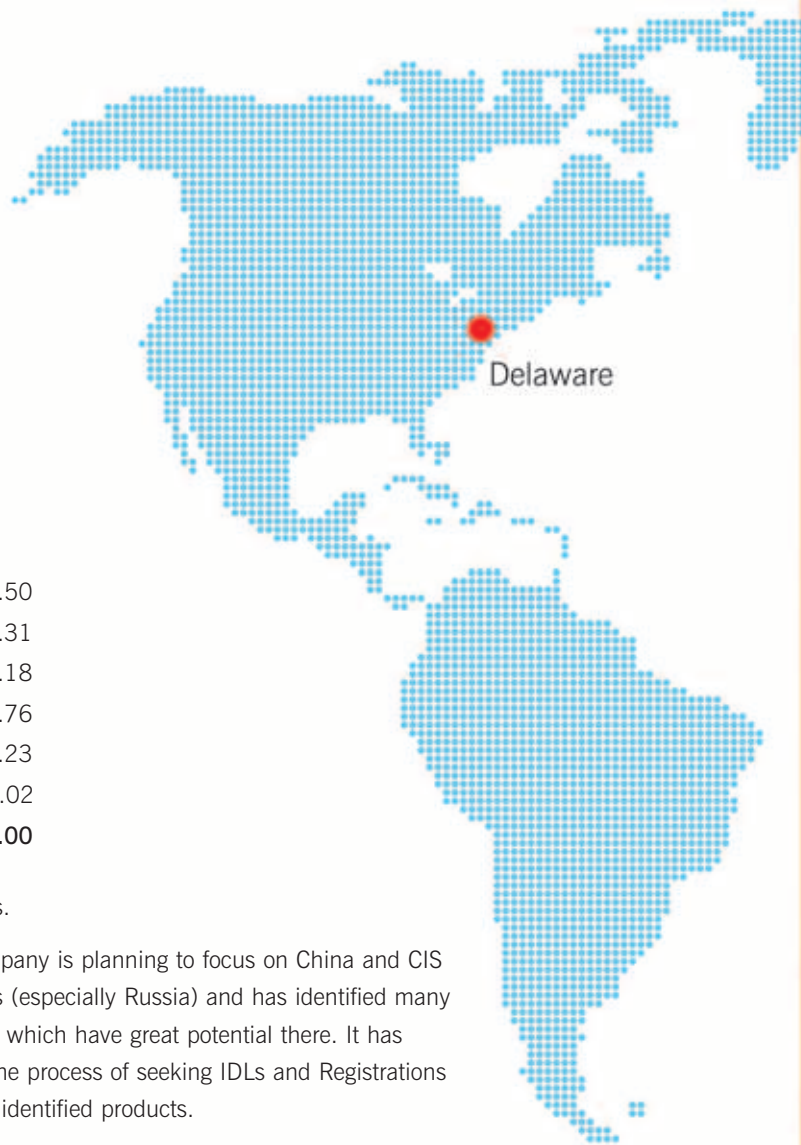 Delaware
.50
.31
.18
.76
.23
.02
.00
s.
pany is planning to focus on China and CIS
s (especially Russia) and has identified many
which have great potential there. It has
ne process of seeking IDLs and Registrations
identified products.